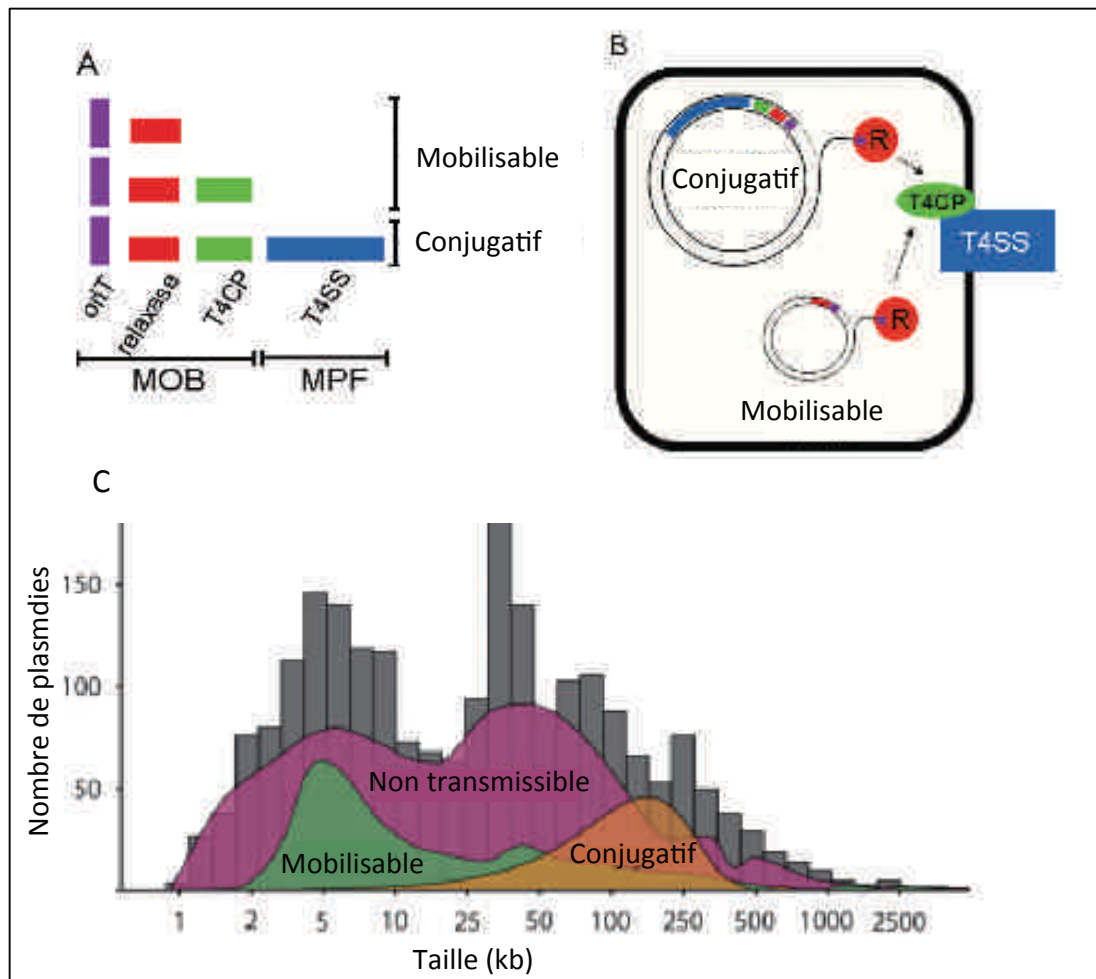 A
Mobilisable
Conjugatif
oriT
relaxase
T4CP
T4SS
MOB
MPF
B
Conjugatif
R
T4CP
T4SS
R
Mobilisable
C
Nombre de plasmdies
150
100
50
Non transmissible
Mobilisable
Conjugatif
1 2 5 10 25 50 100 250 500 1000 2500
Taille (kb)